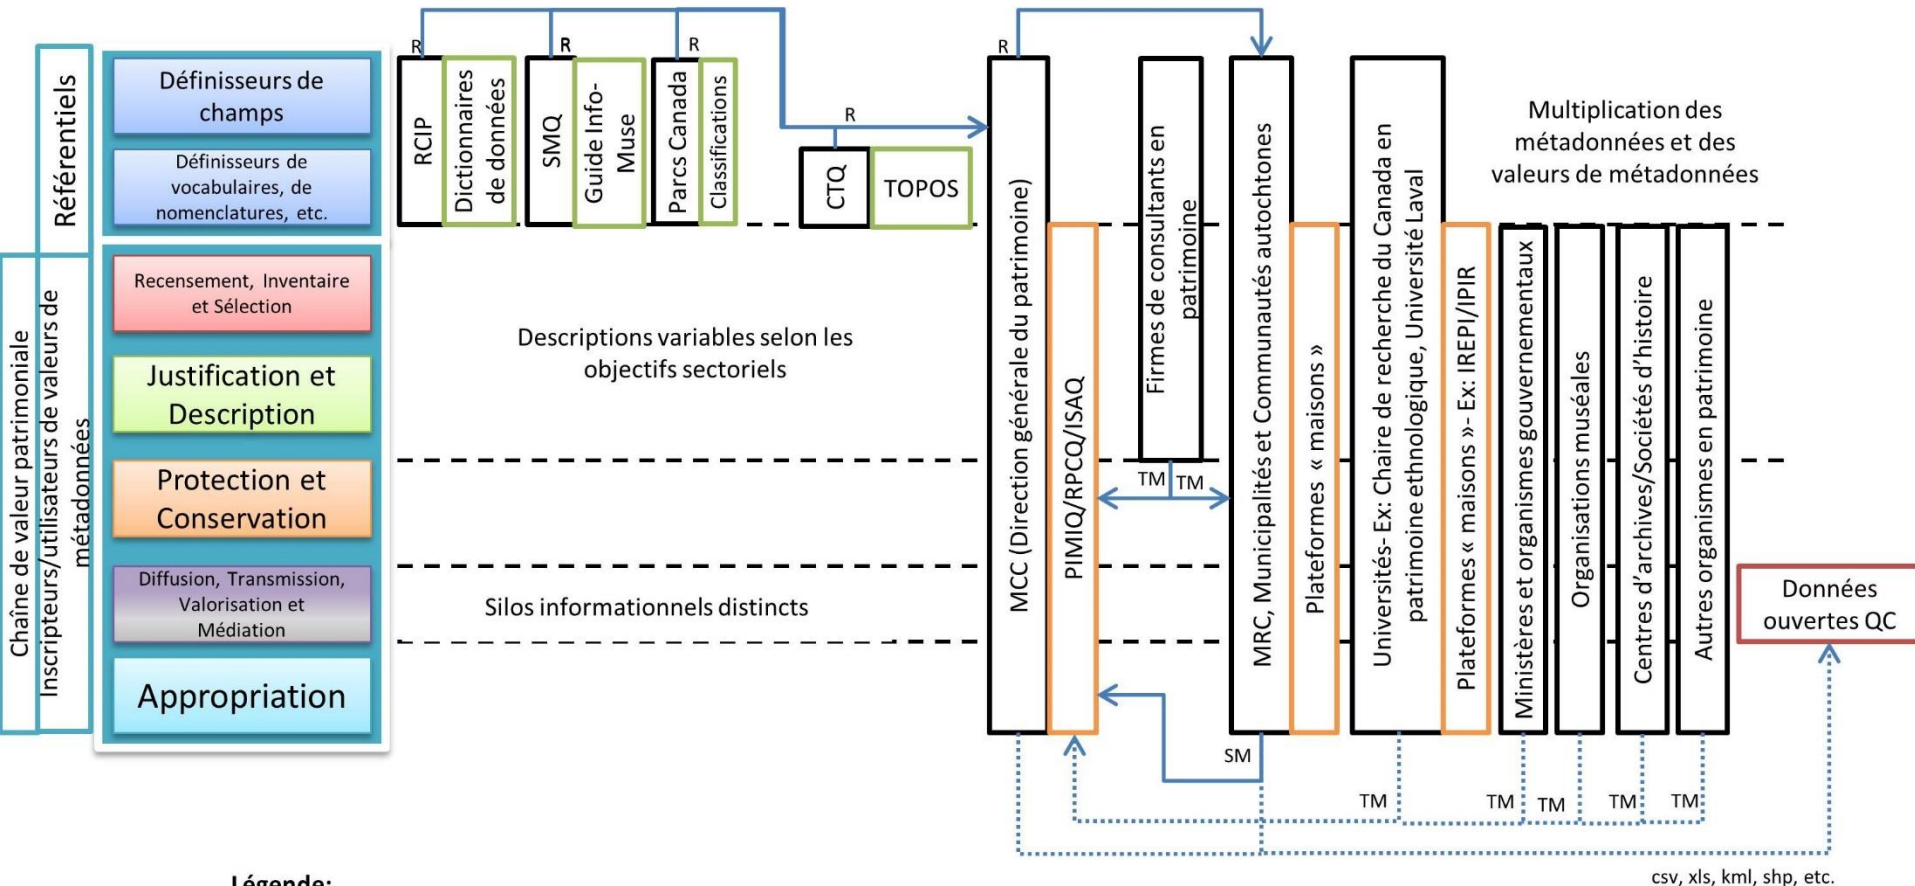 Référentiels
Chaîne de valeur patrimoniale
Inscripteurs/utilisateurs de valeurs de
métadonnées
Définisseurs de
champs
Définisseurs de
vocabulaires, de
nomenclatures, etc.
Recensement, Inventaire
et Sélection
Justification et
Description
Protection et
Conservation
Diffusion, Transmission,
Valorisation et
Médiation
Appropriation
R
R
R
R
R
RCIP
Dictionnaires
de données
SMQ
Guide Info-
Muse
Parcs Canada
Classifications
CTQ
TOPOS
Descriptions variables selon les
objectifs sectoriels
Silos informationnels distincts
MCC (Direction générale du patrimoine)
PIMIQ/RPCQ/ISAQ
Firmes de consultants en
patrimoine
TM
TM
MRC, Municipalités et Communautés autochtones
Plateformes « maisons »
Universités- Ex: Chaire de recherche du Canada en
patrimoine ethnologique, Université Laval
Plateformes « maisons »- Ex: IREPI/IPIR
Multiplication des
métadonnées et des
valeurs de métadonnées
Ministères et organismes gouvernementaux
Organisations muséales
Centres d'archives/Sociétés d'histoire
Autres organismes en patrimoine
Données
ouvertes QC
SM
TM
TM
TM
TM
TM
csv, xls, kml, shp, etc.
Légende: